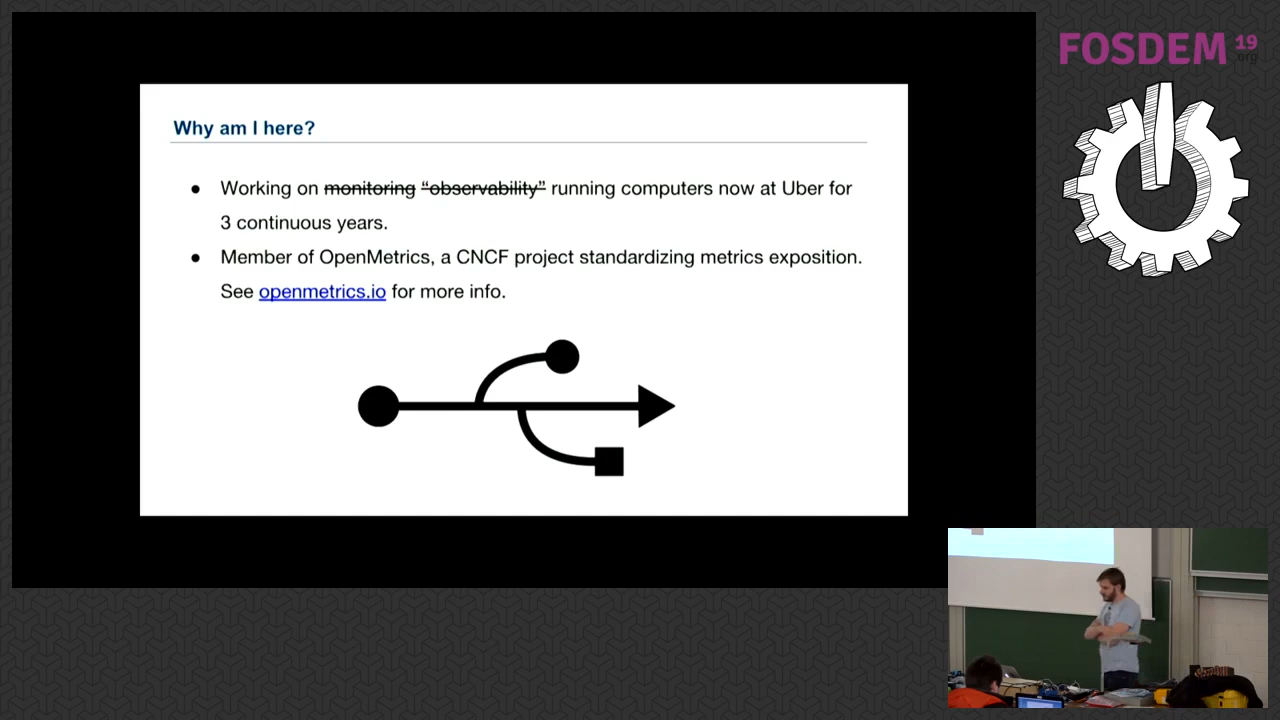 FOSDEM 19
.org
Why am I here?
● Working on monitoring “observability” running computers now at Uber for
3 continuous years.
● Member of OpenMetrics, a CNCF project standardizing metrics exposition.
See openmetrics.io for more info.